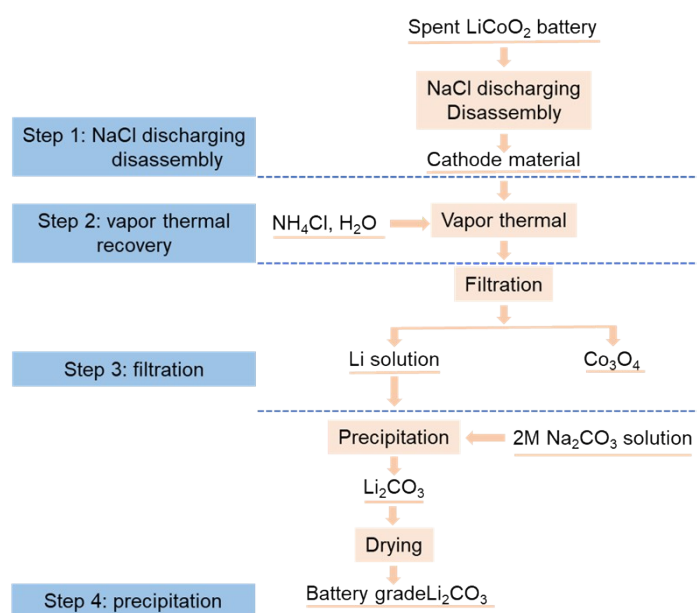 Spent LiCoO₂ battery
NaCl discharging
Disassembly
Step 1: NaCl discharging
disassembly
Cathode material
Step 2: vapor thermal
recovery
NH₄Cl, H₂O
Vapor thermal
Filtration
Step 3: filtration
Li solution
Co₃O₄
Precipitation
2M Na₂CO₃ solution
Li₂CO₃
Drying
Step 4: precipitation
Battery gradeLi₂CO₃